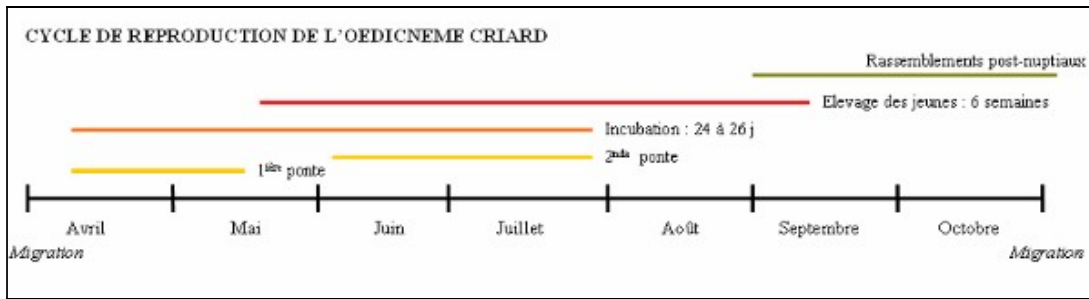 CYCLE DE REPRODUCTION DE L'OEDICNEME CRIARD
Rassemblements post-nuptiaux
Elevage des jeunes : 6 semaines
Incubation : 24 à 26 j
2nde ponte
1ière ponte
Avril Mai Juin Juillet Août Septembre Octobre
Migration Migration